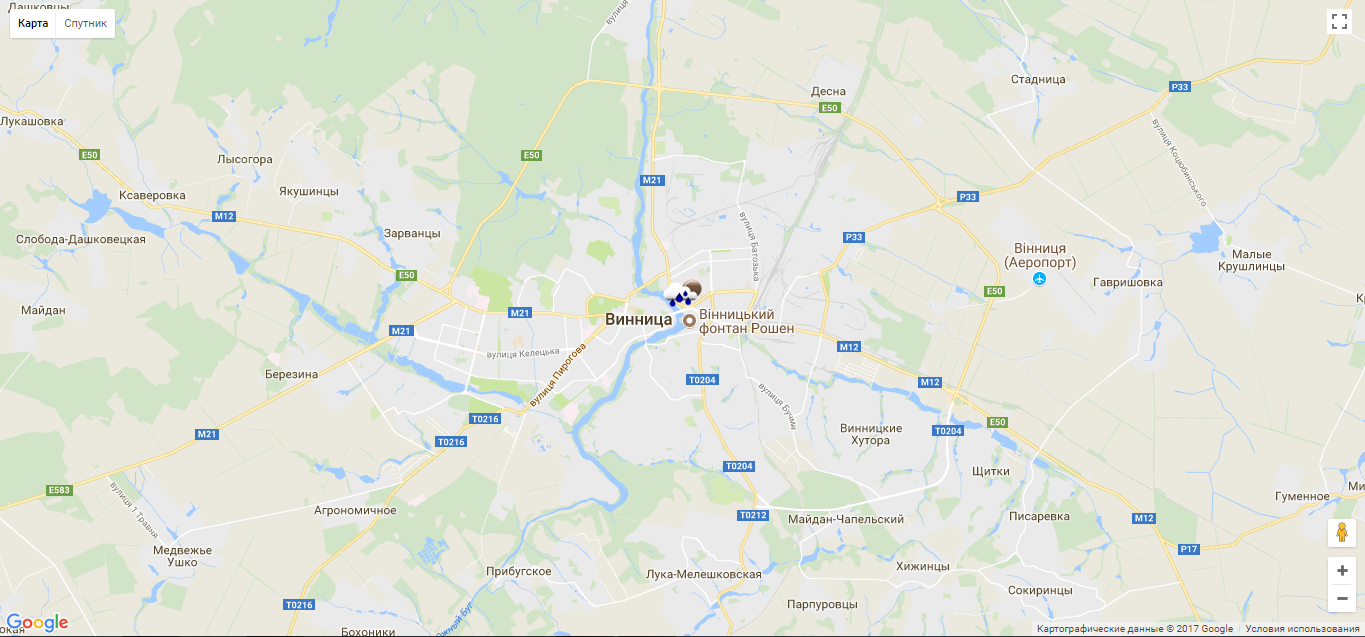 Дашковцы
Карта
Спутник
вулиця
Стадница
Десна
P33
E50
Лукашовка
вулиця Коцюбинського
E50
Лысогора
E50
Якушинцы
M21
Ксаверовка
P33
M12
вулиця Батозька
Слобода-Дашковецкая
Зарванцы
P33
Вінниця
(Аеропорт)
Малые
Крушлинцы
E50
Гавришовка
E50
Майдан
M21
Винница
Вінницький
фонтан Рошен
M21
вулиця Келецька
M12
вулиця Пирогова
Березина
T0204
M12
вулиця Бучми
T0216
E50
M21
T0216
Винницкие
Хутора
T0204
T0204
Щитки
E583
вулиця 1 Травня
Гуменное
Агрономичное
T0212
Майдан-Чапельский
Писаревка
M12
Медвежье
Ушко
P17
Прибугское
Лука-Мелешковская
Хижинцы
Сокиринцы
T0216
Парпуровцы
Бохоники
Google
Картографические данные © 2017 Google
Условия использования